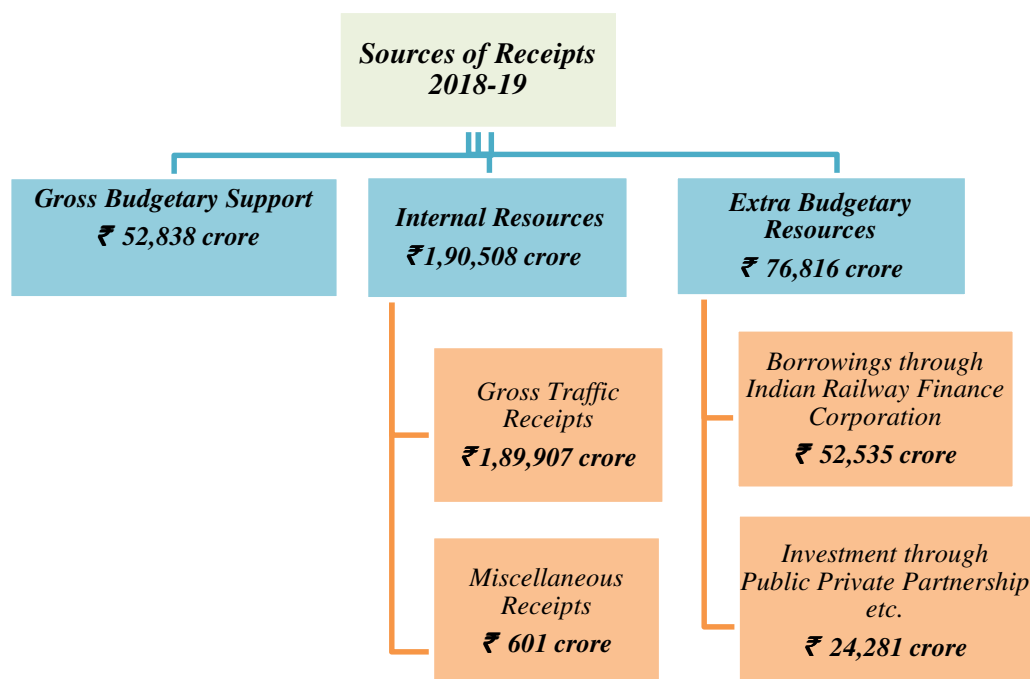 Sources of Receipts
2018-19
Gross Budgetary Support
₹ 52,838 crore
Internal Resources
₹1,90,508 crore
Extra Budgetary
Resources
₹ 76,816 crore
Gross Traffic
Receipts
₹1,89,907 crore
Miscellaneous
Receipts
₹ 601 crore
Borrowings through
Indian Railway Finance
Corporation
₹ 52,535 crore
Investment through
Public Private Partnership
etc.
₹ 24,281 crore